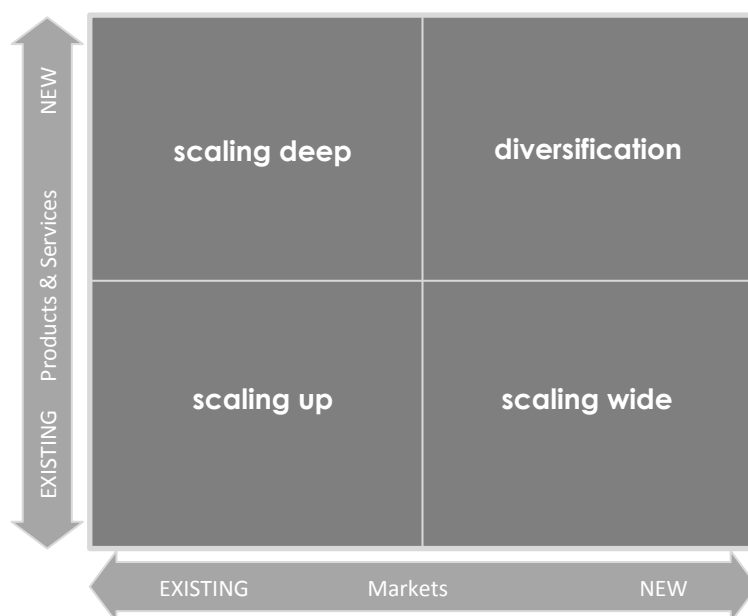 NEW
Products & Services
EXISTING
scaling deep
diversification
scaling up
scaling wide
EXISTING
Markets
NEW